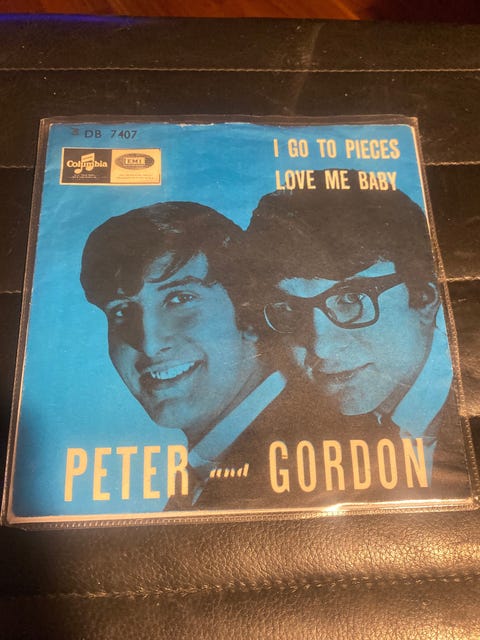 DB 7407
Columbia
EMI
I GO TO PIECES
LOVE ME BABY
PETER and GORDON